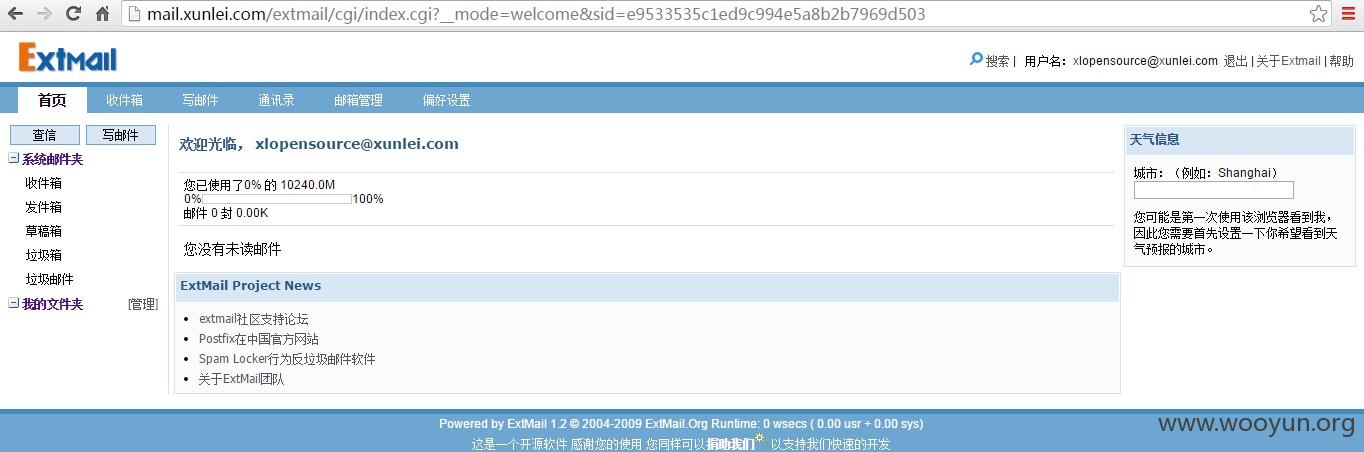 mail.xunlei.com/extmail/cgi/index.cgi?__mode=welcome&sid=e9533535c1ed9c994e5a8b2b7969d503
ExtMail
搜索 | 用户名：xlopensource@xunlei.com 退出 | 关于Extmail | 帮助
首页 收件箱 写邮件 通讯录 邮箱管理 偏好设置
查信 写邮件
系统邮件夹
收件箱
发件箱
草稿箱
垃圾箱
垃圾邮件
我的文件夹 [管理]
欢迎光临， xlopensource@xunlei.com
您已使用了0% 的 10240.0M
0% 100%
邮件 0 封 0.00K
您没有未读邮件
ExtMail Project News
extmail社区支持论坛
Postfix在中国官方网站
Spam Locker行为反垃圾邮件软件
关于ExtMail团队
天气信息
城市：（例如：Shanghai）
您可能是第一次使用该浏览器看到我，
因此您需要首先设置一下你希望看到天
气预报的城市。
Powered by ExtMail 1.2 © 2004-2009 ExtMail.Org Runtime: 0 wsecs ( 0.00 usr + 0.00 sys)
这是一个开源软件 感谢您的使用 您同样可以捐助我们 以支持我们快速的开发
www.wooyun.org